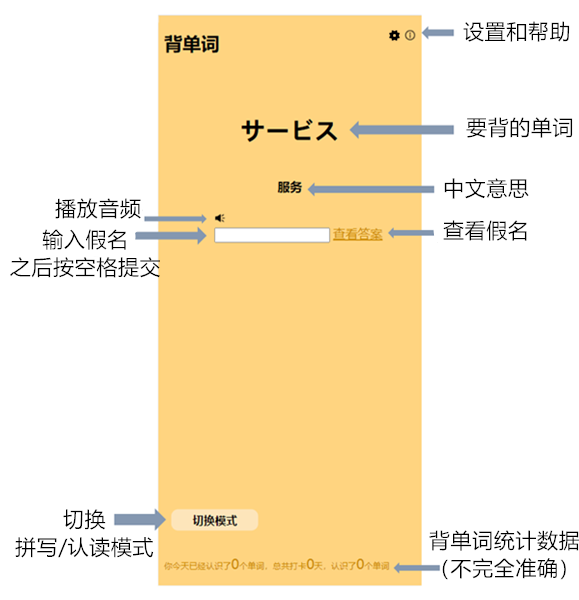 背单词
设置和帮助
サービス
要背的单词
服务
中文意思
播放音频
输入假名
之后按空格提交
查看答案
查看假名
切换
拼写/认读模式
切换模式
背单词统计数据
（不完全准确）
你今天已经认识了0个单词，总共打卡0天，认识了0个单词